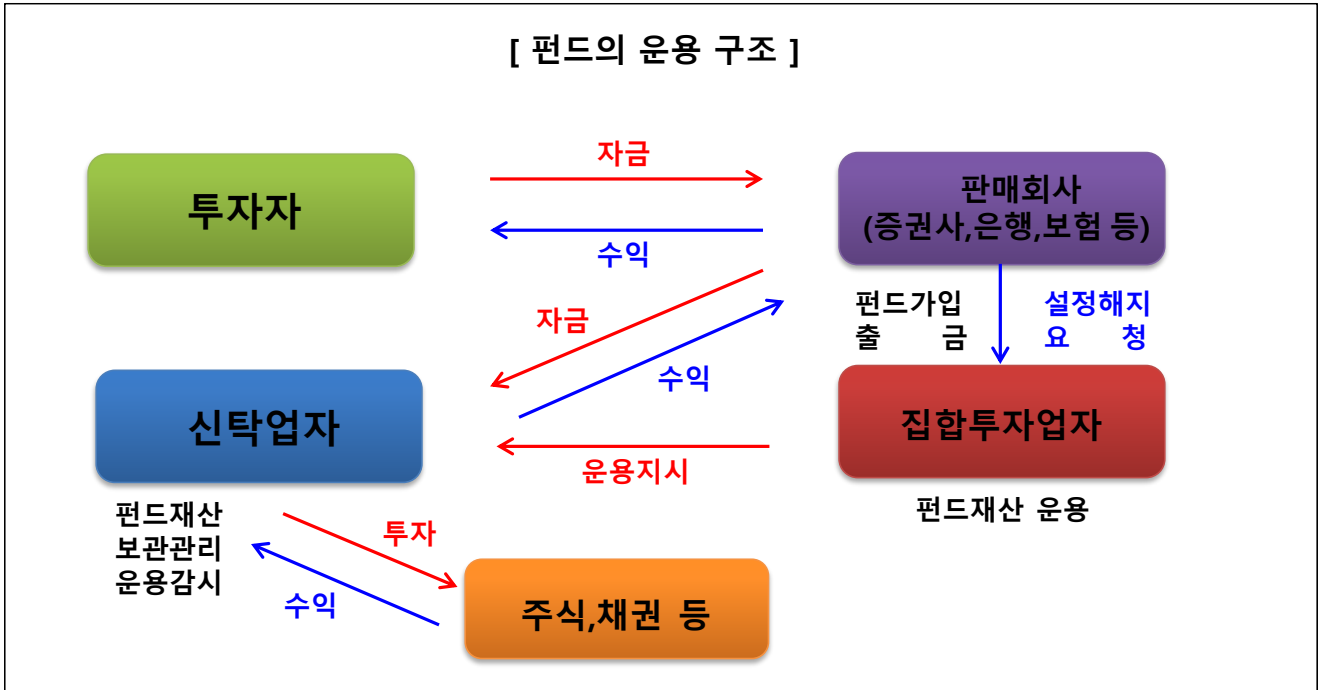 [ 펀드의 운용 구조 ]
자금
투자자
판매회사
(증권사,은행,보험 등)
수익
펀드가입
출 금
설정해지
요 청
자금
수익
신탁업자
집합투자업자
운용지시
펀드재산
보관관리
운용감시
펀드재산 운용
투자
수익
주식,채권 등